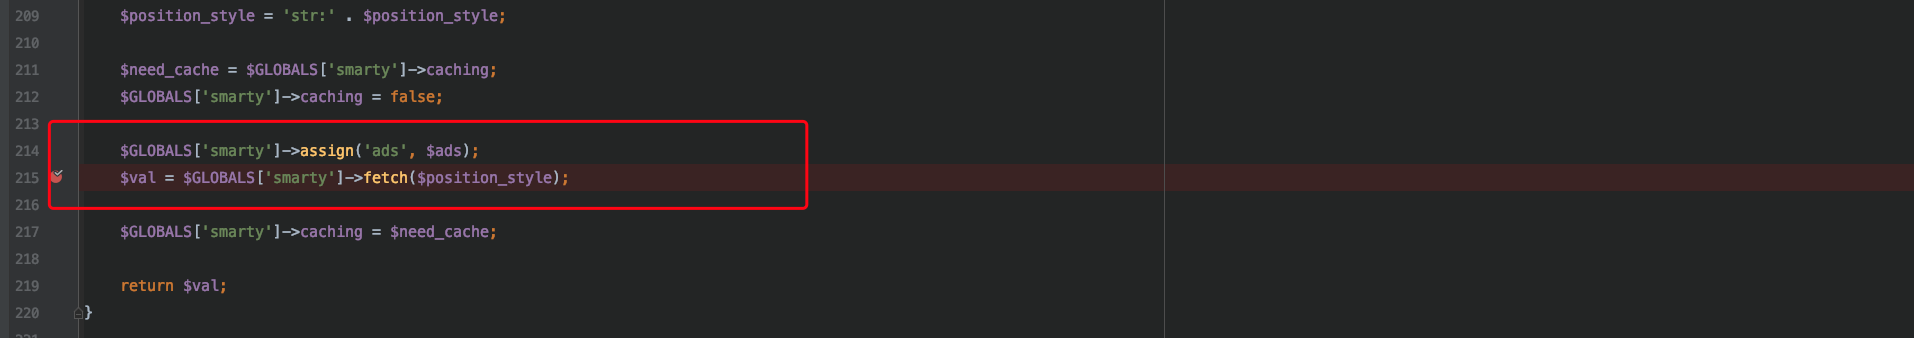 209 $position_style = 'str:' . $position_style;
210
211 $need_cache = $GLOBALS['smarty']->caching;
212 $GLOBALS['smarty']->caching = false;
213
214 $GLOBALS['smarty']->assign('ads', $ads);
215 $val = $GLOBALS['smarty']->fetch($position_style);
216
217 $GLOBALS['smarty']->caching = $need_cache;
218
219 return $val;
220 }
221